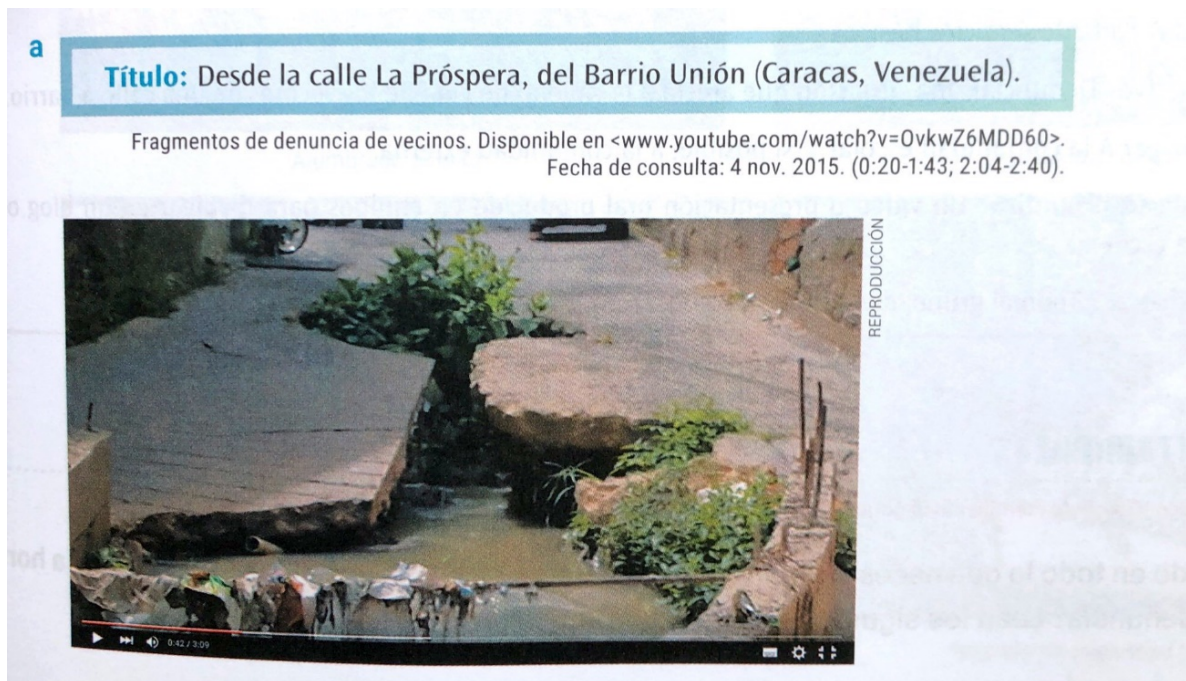 a
Título: Desde la calle La Próspera, del Barrio Unión (Caracas, Venezuela).
Fragmentos de denuncia de vecinos. Disponible en <www.youtube.com/watch?v=OvkwZ6MDD60>.
Fecha de consulta: 4 nov. 2015. (0:20-1:43; 2:04-2:40).
REPRODUCCIÓN
0:42 / 3:09